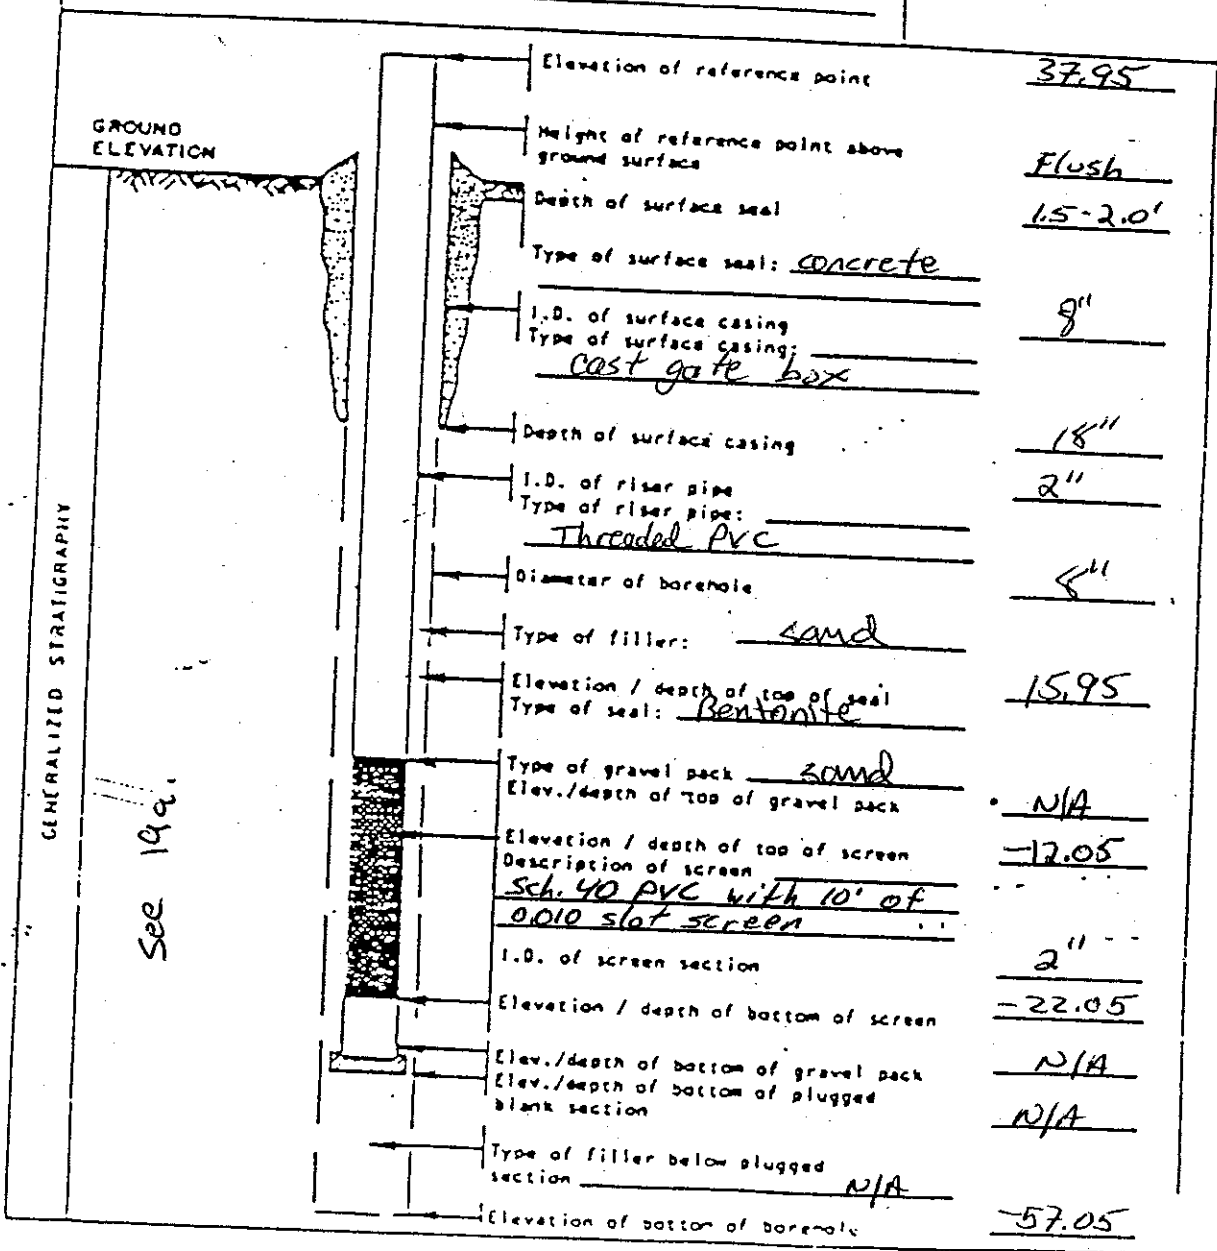 Elevation of reference point 37.95
GROUND
ELEVATION
Height of reference point above
ground surface Flush
Depth of surface seal 1.5-2.0'
Type of surface seal: concrete
I.D. of surface casing 8"
Type of surface casing:
cast gate box
Depth of surface casing 18"
I.D. of riser pipe 2"
Type of riser pipe:
Threaded PVC
Diameter of borehole 8"
Type of filler: sand
Elevation / depth of top of seal 15.95
Type of seal: Bentonite
Type of gravel pack sand
Elev./depth of top of gravel pack N/A
Elevation / depth of top of screen -12.05
Description of screen
Sch. 40 PVC with 10' of
0.010 slot screen
I.D. of screen section 2"
Elevation / depth of bottom of screen -22.05
Elev./depth of bottom of gravel pack N/A
Elev./depth of bottom of plugged
blank section N/A
Type of filler below plugged
section N/A
Elevation of bottom of borehole -57.05
GENERALIZED STRATIGRAPHY
See 19a.